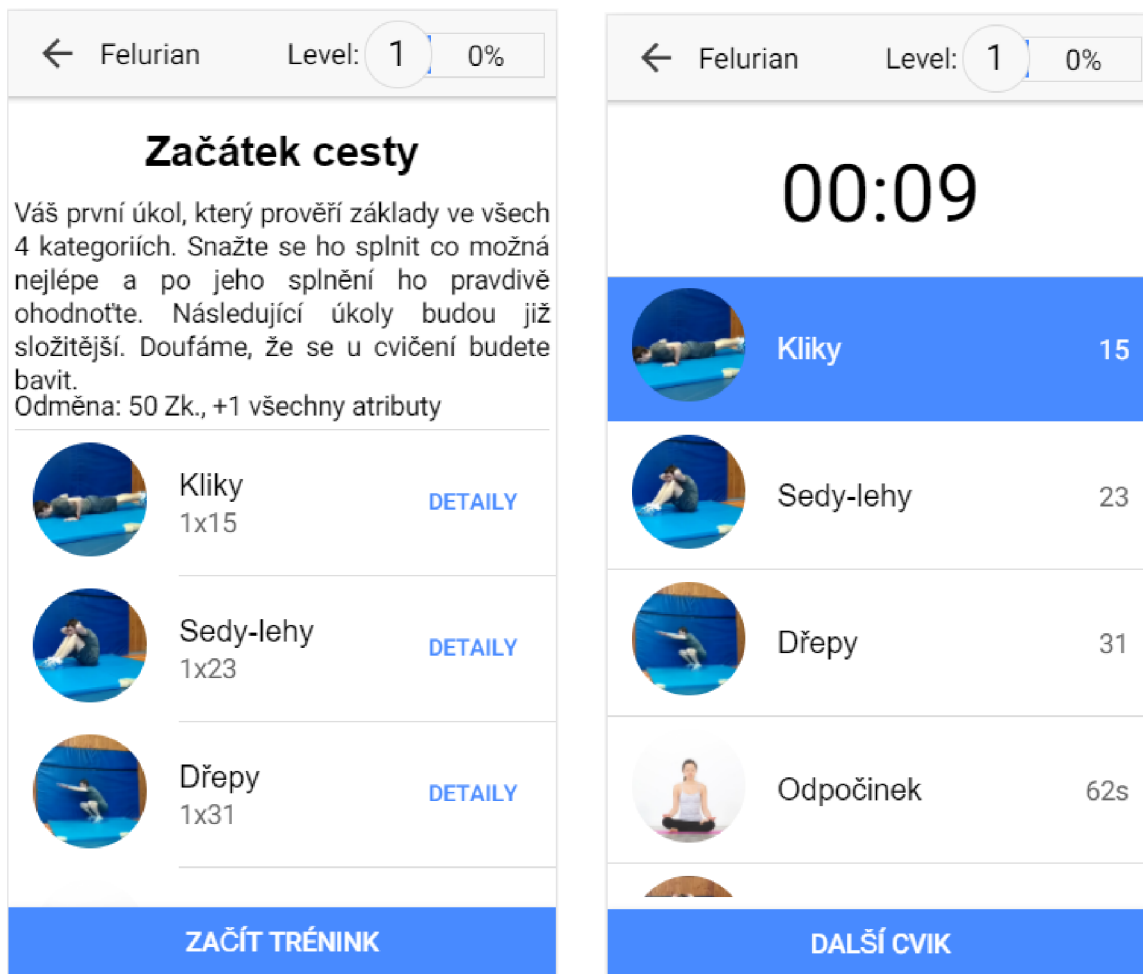 Felurian Level: 1 0%
Začátek cesty
Váš první úkol, který prověří základy ve všech
4 kategoriích. Snažte se ho splnit co možná
nejlépe a po jeho splnění ho pravdivě
ohodnoťte. Následující úkoly budou již
složitější. Doufáme, že se u cvičení budete
bavit.
Odměna: 50 Zk., +1 všechny atributy
Kliky
1x15
DETAILY
Sedy-lehy
1x23
DETAILY
Dřepy
1x31
DETAILY
ZAČÍT TRÉNINK
Felurian Level: 1 0%
00:09
Kliky 15
Sedy-lehy 23
Dřepy 31
Odpočinek 62s
DALŠÍ CVIK